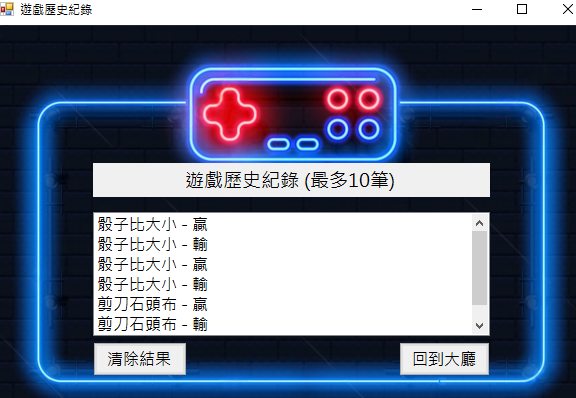 遊戲歷史紀錄
遊戲歷史紀錄 (最多10筆)
骰子比大小 - 贏
骰子比大小 - 輸
骰子比大小 - 贏
骰子比大小 - 輸
剪刀石頭布 - 贏
剪刀石頭布 - 輸
清除結果
回到大廳